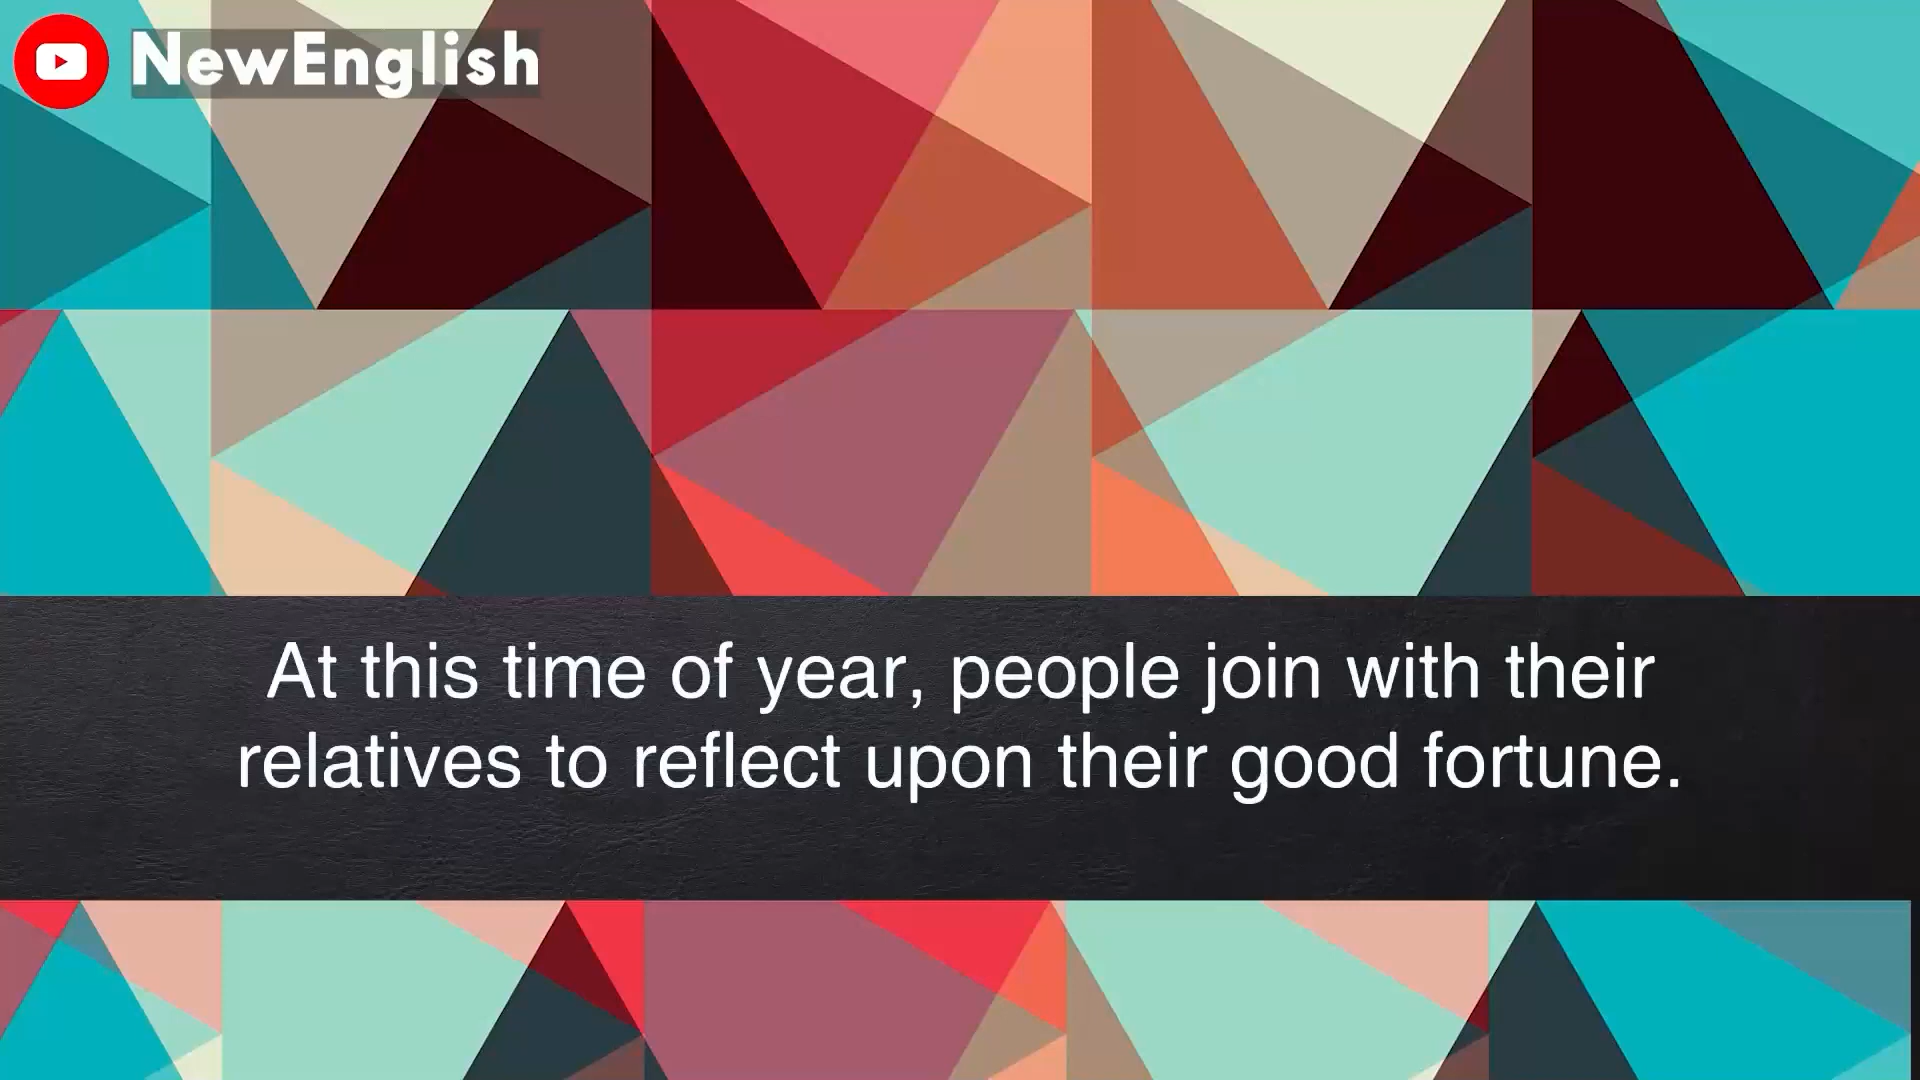 NewEnglish
At this time of year, people join with their
relatives to reflect upon their good fortune.